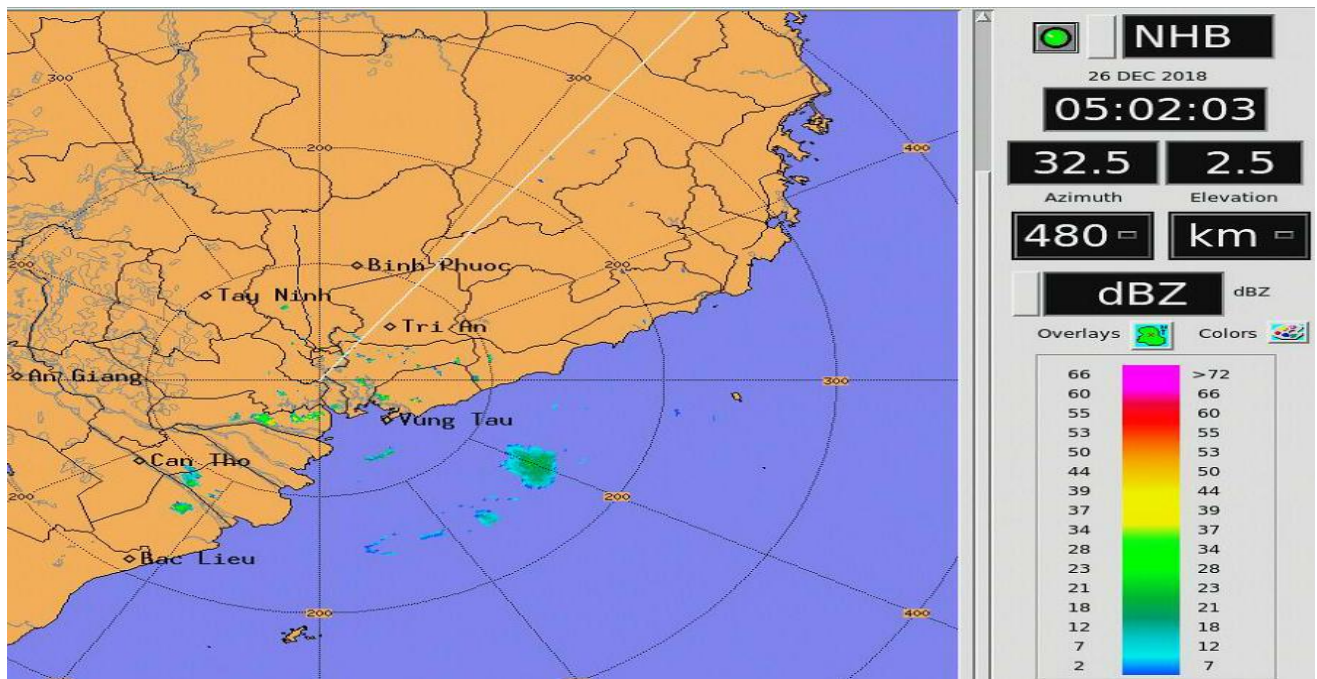 300
300
200
400
Binh Phuoc
200
200
Tay Ninh
Tri An
An Giang
300
Vung Tau
Can Tho
200
200
Bac Lieu
200
400
NHB
26 DEC 2018
05:02:03
32.5 2.5
Azimuth Elevation
480 km
dBZ dBZ
Overlays Colors
66 >72
60 66
55 60
53 55
50 53
44 50
39 44
37 39
34 37
28 34
23 28
21 23
18 21
12 18
7 12
2 7